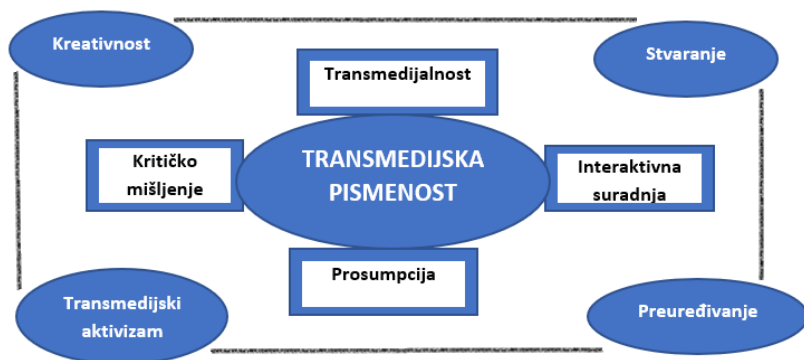 Kreativnost
Stvaranje
Transmedijalnost
Kritičko
mišljenje
TRANSMEDIJSKA
PISMENOST
Interaktivna
suradnja
Prosumpcija
Transmedijski
aktivizam
Preuređivanje